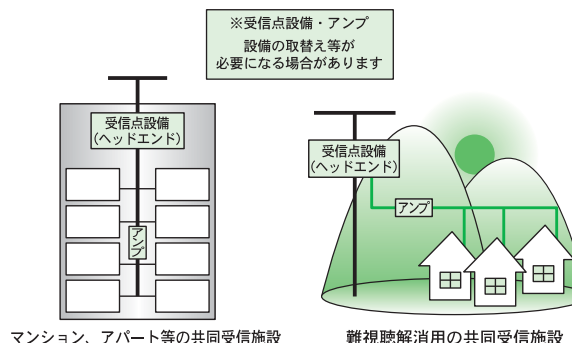 ※受信点設備・アンプ
設備の取替え等が
必要になる場合があります
受信点設備
(ヘッドエンド)
アンプ
マンション、アパート等の共同受信施設
受信点設備
(ヘッドエンド)
アンプ
難視聴解消用の共同受信施設